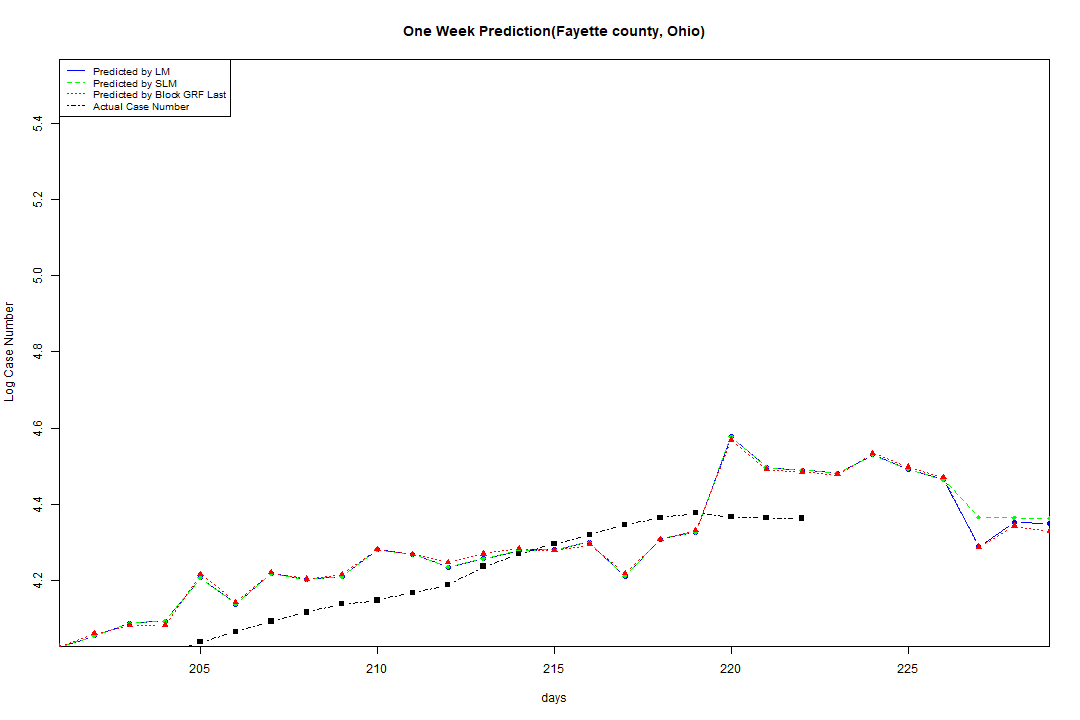 One Week Prediction(Fayette county, Ohio)
Predicted by LM
Predicted by SLM
Predicted by Block GRF Last
Actual Case Number
5.4
5.2
5.0
4.8
4.6
4.4
4.2
Log Case Number
205 210 215 220 225
days